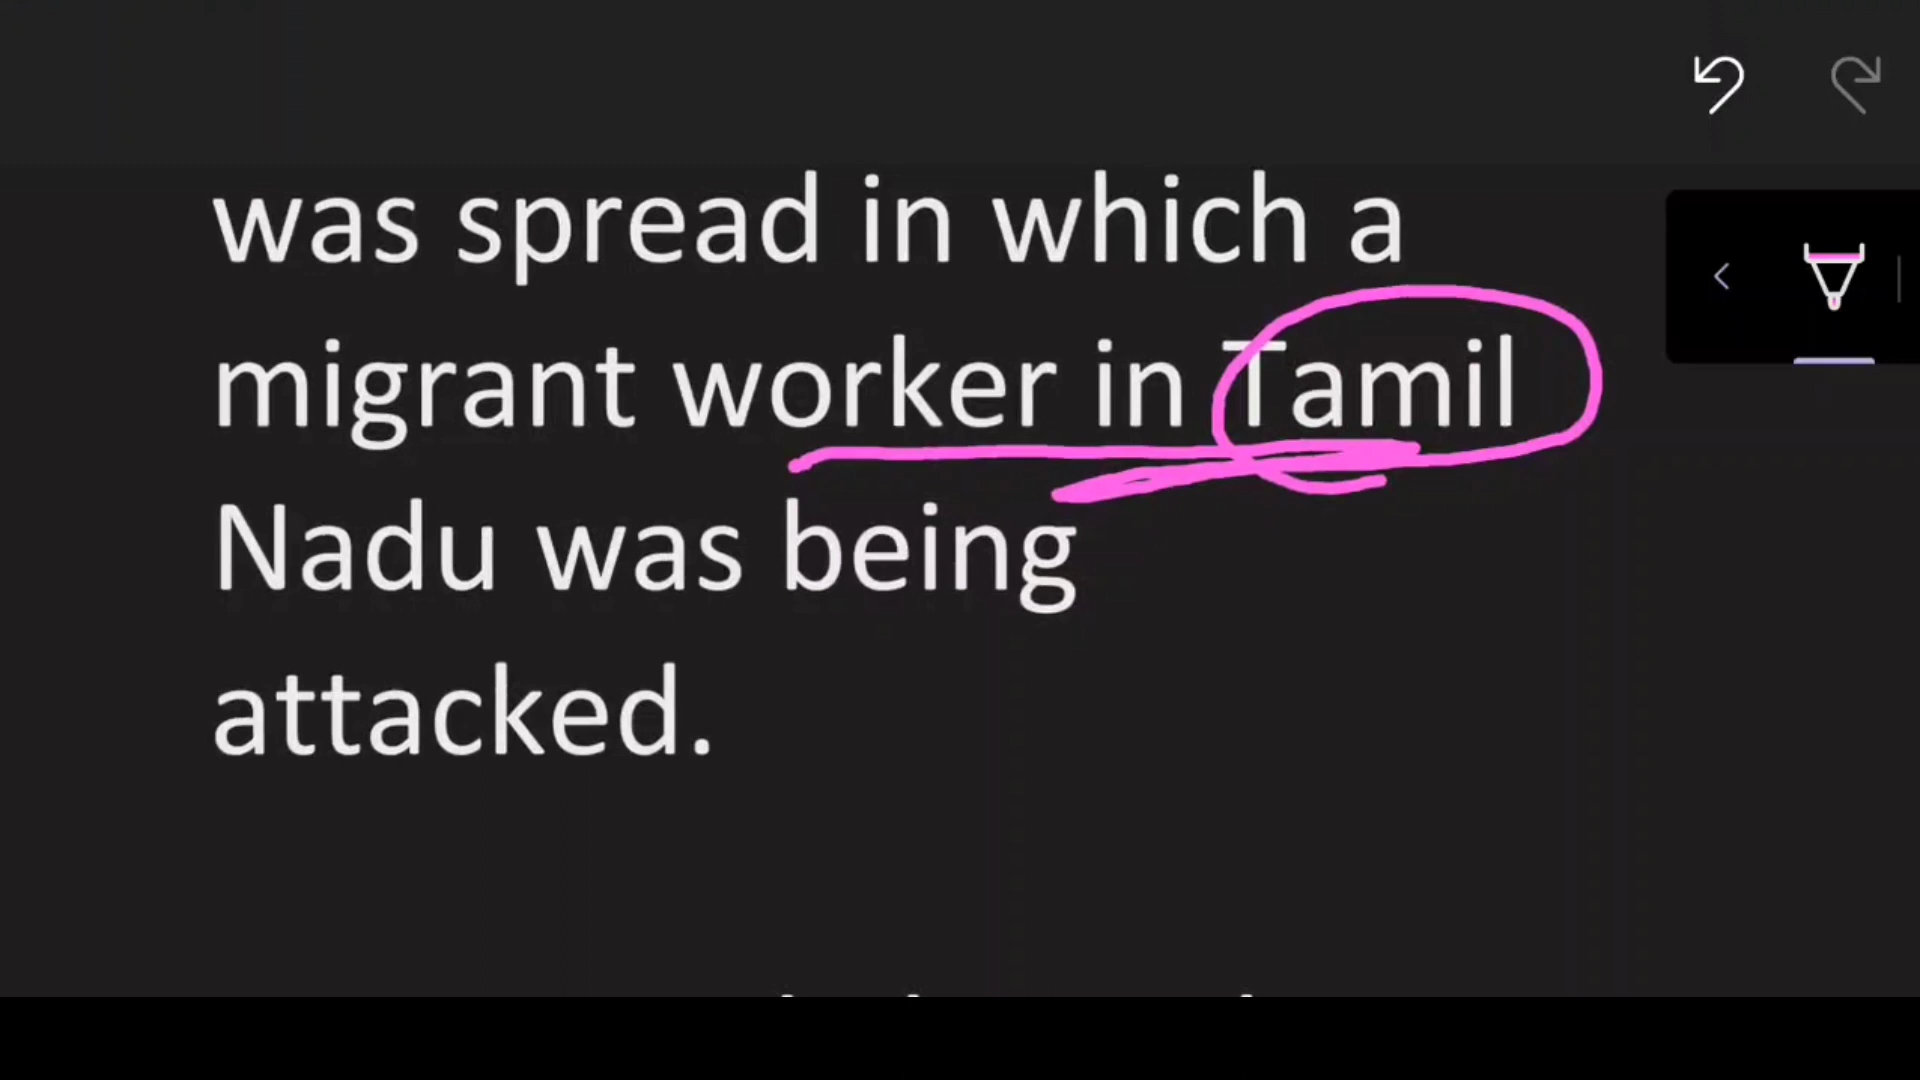 was spread in which a
migrant worker in Tamil
Nadu was being
attacked.